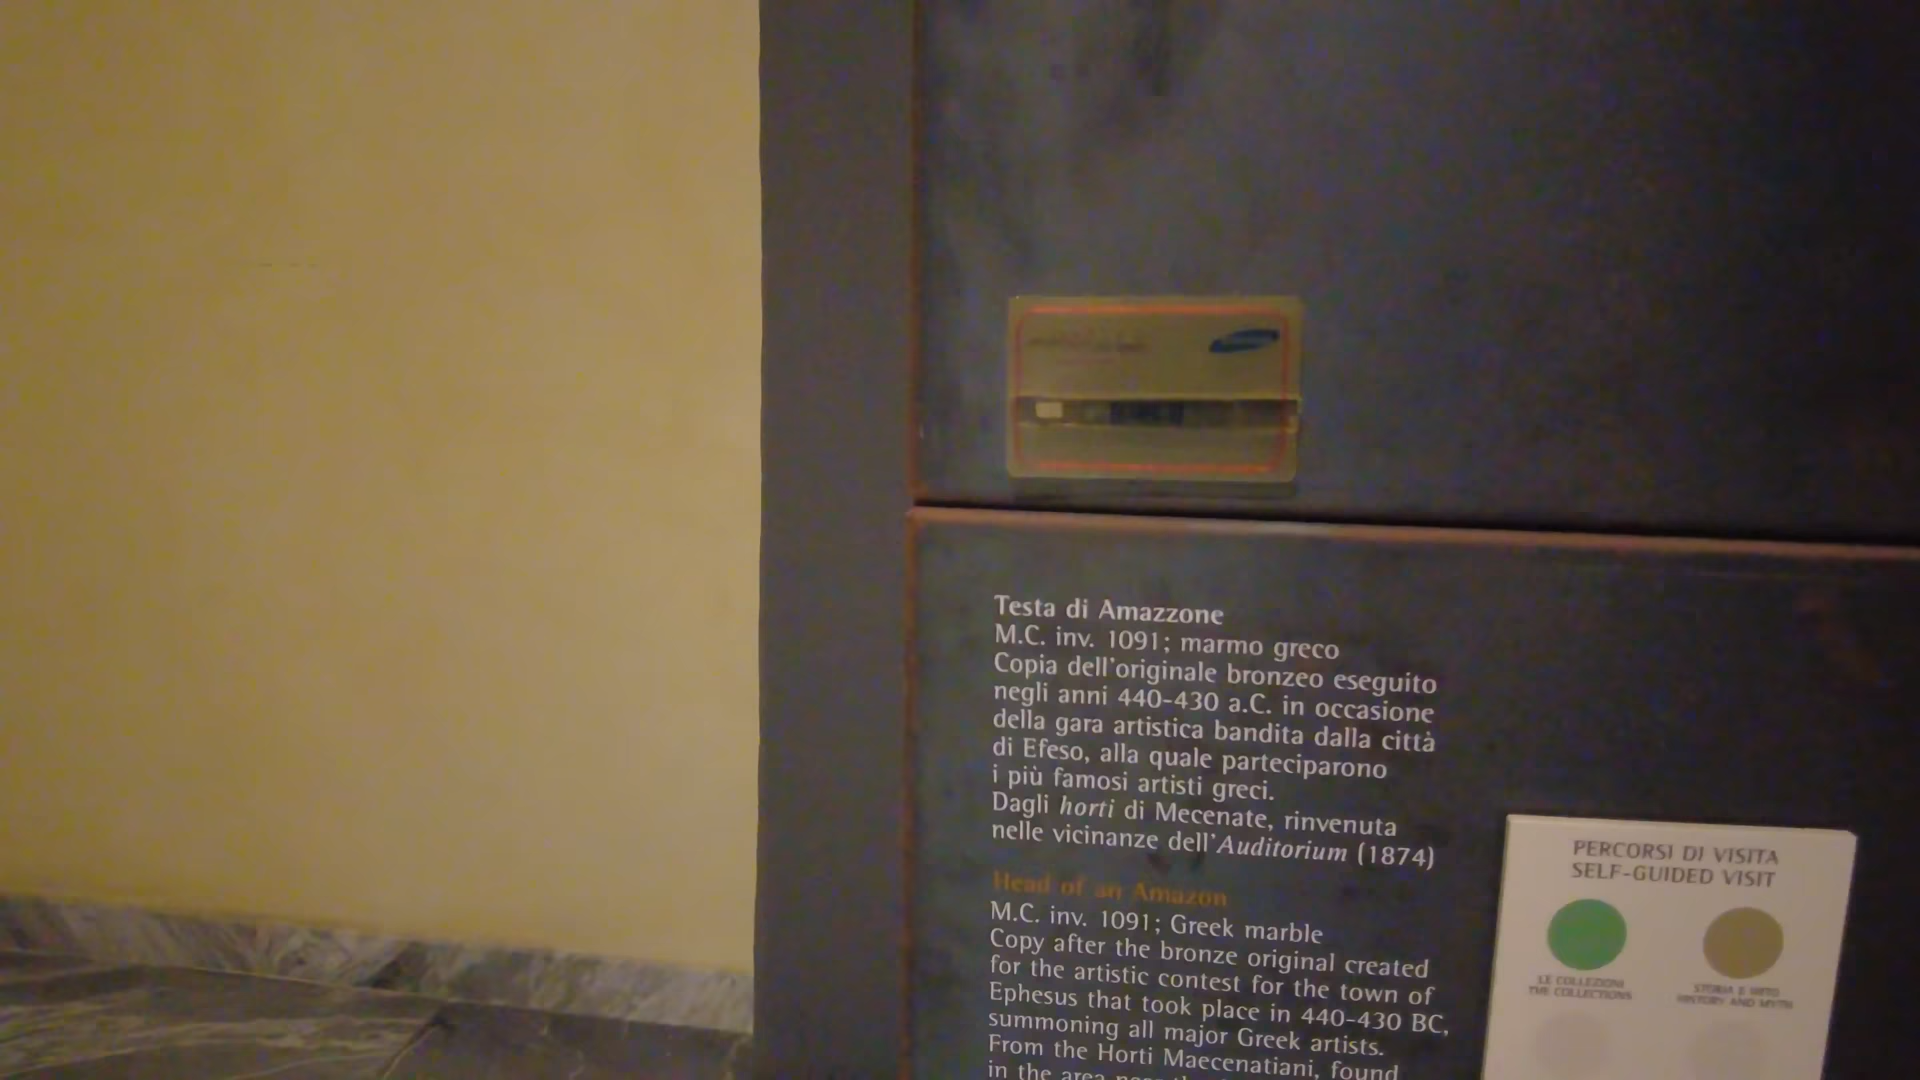 SAMSUNG
Testa di Amazzone
M.C. inv. 1091; marmo greco
Copia dell'originale bronzeo eseguito
negli anni 440-430 a.C. in occasione
della gara artistica bandita dalla città
di Efeso, alla quale parteciparono
i più famosi artisti greci.
Dagli horti di Mecenate, rinvenuta
nelle vicinanze dell'Auditorium (1874)
Head of an Amazon
M.C. inv. 1091; Greek marble
Copy after the bronze original created
for the artistic contest for the town of
Ephesus that took place in 440-430 BC,
summoning all major Greek artists.
From the Horti Maecenatiani, found
in the area near the
PERCORSI DI VISITA
SELF-GUIDED VISIT
LE COLLEZIONI
THE COLLECTIONS
STORIA E MITO
HISTORY AND MYTH